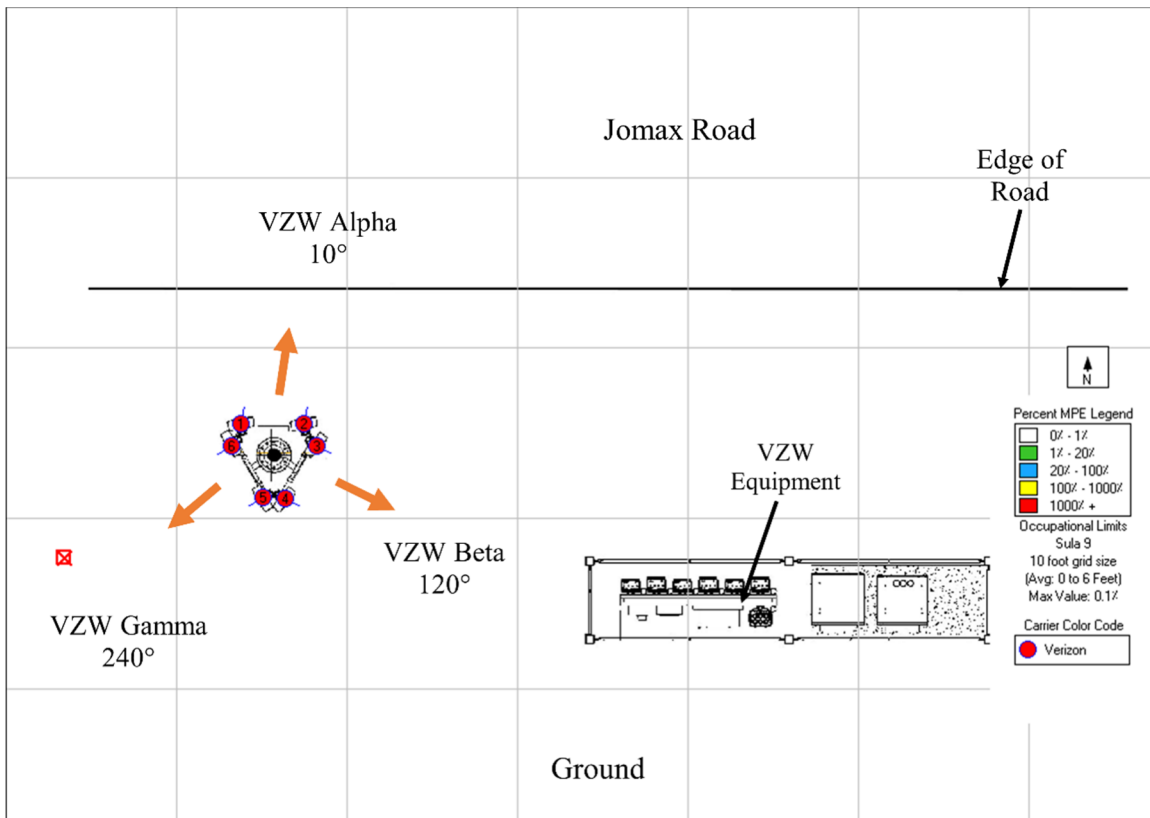 Jomax Road
Edge of
Road
VZW Alpha
10°
N
1
2
6
3
5
4
Percent MPE Legend
0% - 1%
1% - 20%
20% - 100%
100% - 1000%
1000% +
Occupational Limits
Sula 9
10 foot grid size
(Avg: 0 to 6 Feet)
Max Value: 0.1%
Carrier Color Code
Verizon
VZW
Equipment
VZW Beta
120°
VZW Gamma
240°
Ground